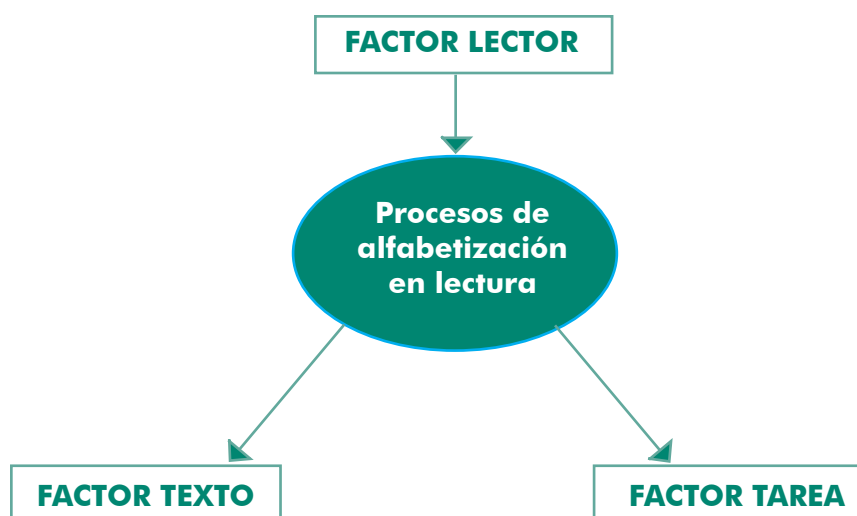 FACTOR LECTOR
Procesos de
alfabetización
en lectura
FACTOR TEXTO
FACTOR TAREA